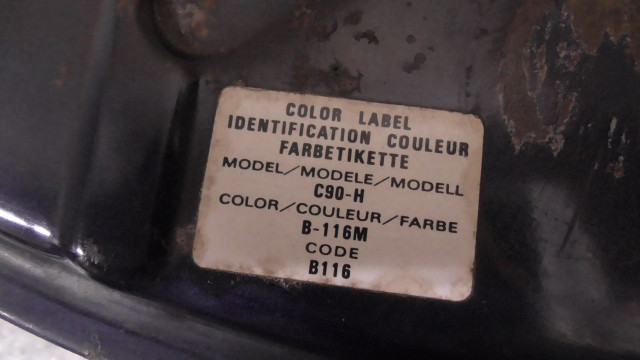 COLOR LABEL
IDENTIFICATION COULEUR
FARBETIKETTE
MODEL/MODELE/MODELL
C90-H
COLOR/COULEUR/FARBE
B-116M
CODE
B116